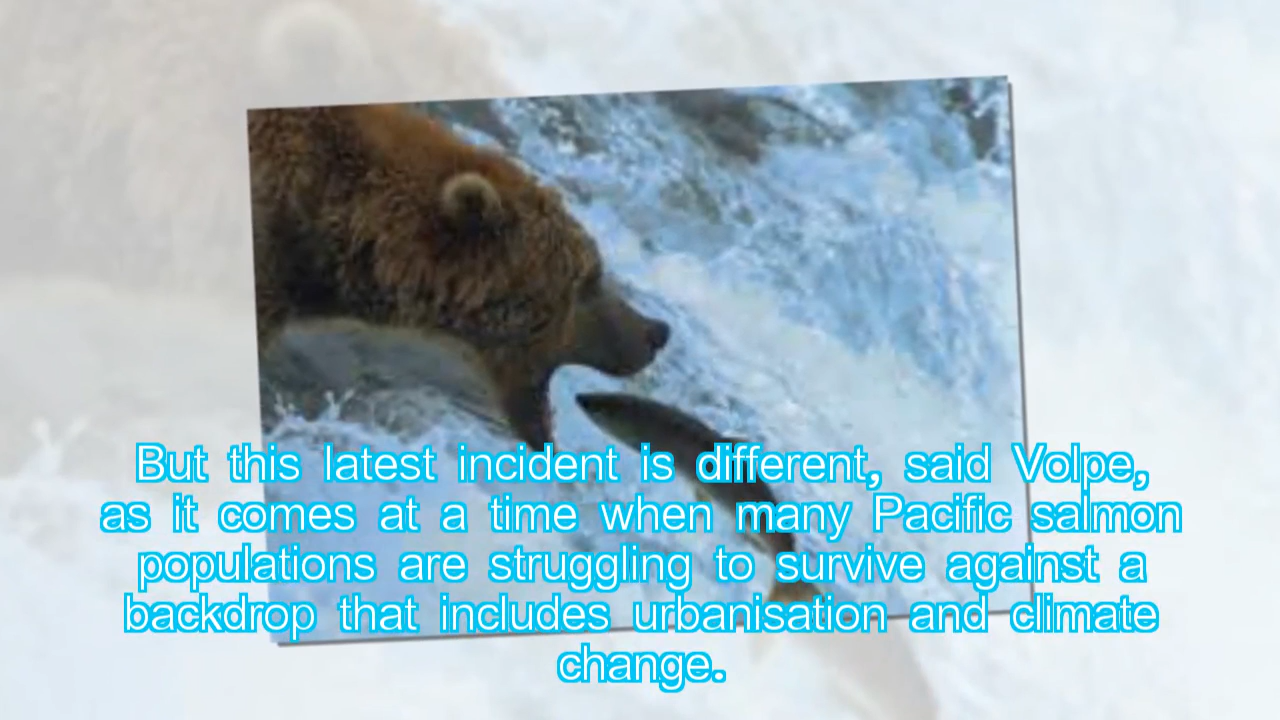 But this latest incident is different, said Volpe,
as it comes at a time when many Pacific salmon
populations are struggling to survive against a
backdrop that includes urbanisation and climate
change.